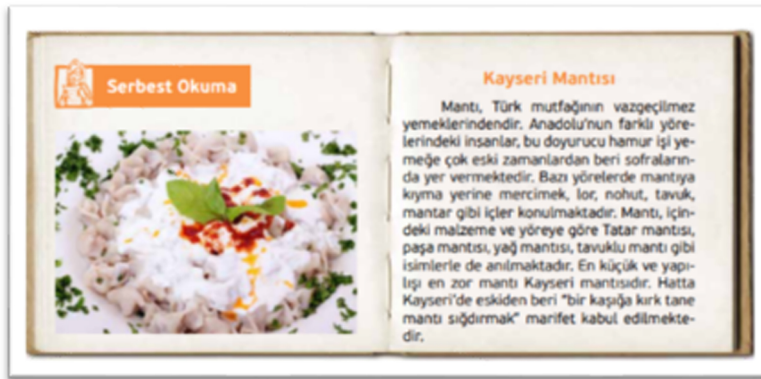 Serbest Okuma
Kayseri Mantısı
Mantı, Türk mutfağının vazgeçilmez
yemeklerindendir. Anadolu'nun farklı yöre-
lerindeki insanlar, bu doyurucu hamur işi ye-
meğe çok eski zamanlardan beri sofraların-
da yer vermektedir. Bazı yörelerde mantıya
kıyma yerine mercimek, lor, nohut, tavuk,
mantar gibi içler konulmaktadır. Mantı, için-
deki malzeme ve yöreye göre Tatar mantısı,
paşa mantısı, yağ mantısı, tavuklu mantı gibi
isimlerle de anılmaktadır. En küçük ve yapı-
lışı en zor mantı Kayseri mantısıdır. Hatta
Kayseri'de eskiden beri "bir kaşığa kırk tane
mantı sığdırmak" marifet kabul edilmekte-
dir.